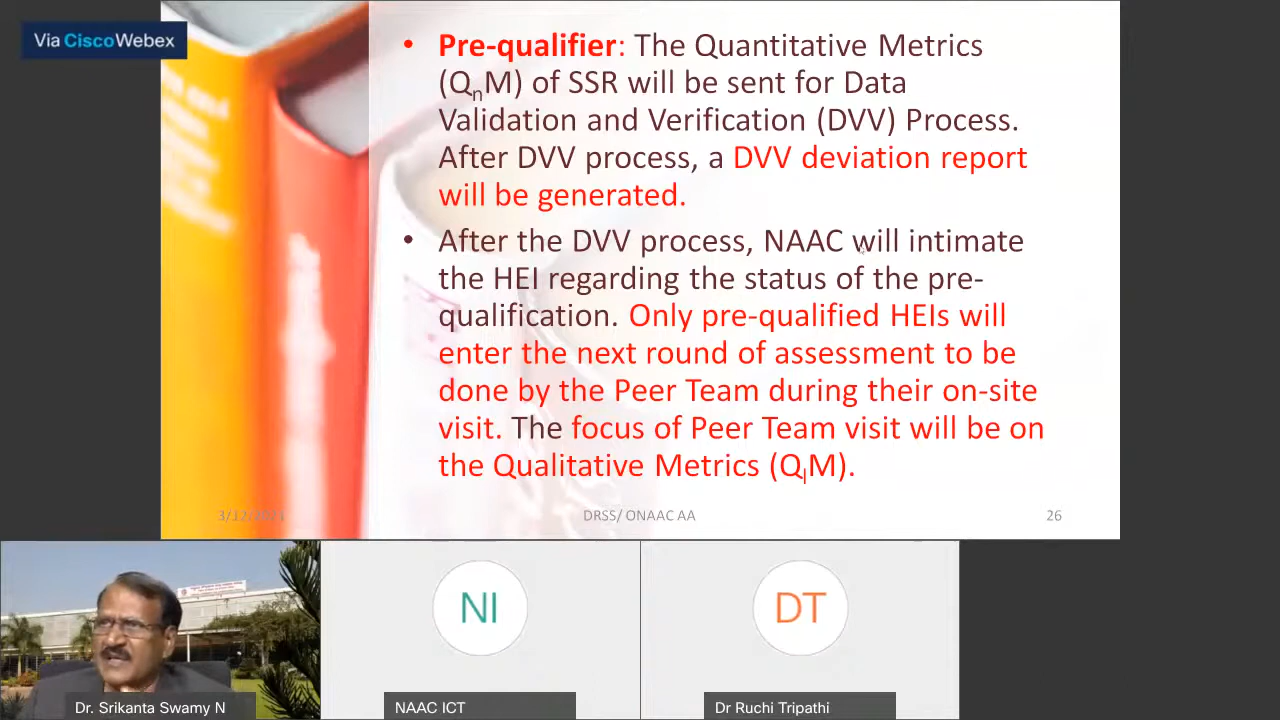 Via CiscoWebex
• Pre-qualifier: The Quantitative Metrics
(QnM) of SSR will be sent for Data
Validation and Verification (DVV) Process.
After DVV process, a DVV deviation report
will be generated.
• After the DVV process, NAAC will intimate
the HEI regarding the status of the pre-
qualification. Only pre-qualified HEIs will
enter the next round of assessment to be
done by the Peer Team during their on-site
visit. The focus of Peer Team visit will be on
the Qualitative Metrics (QlM).
3/12/2021 DRSS/ ONAAC AA 26
NI DT
Dr. Srikanta Swamy N NAAC ICT Dr Ruchi Tripathi